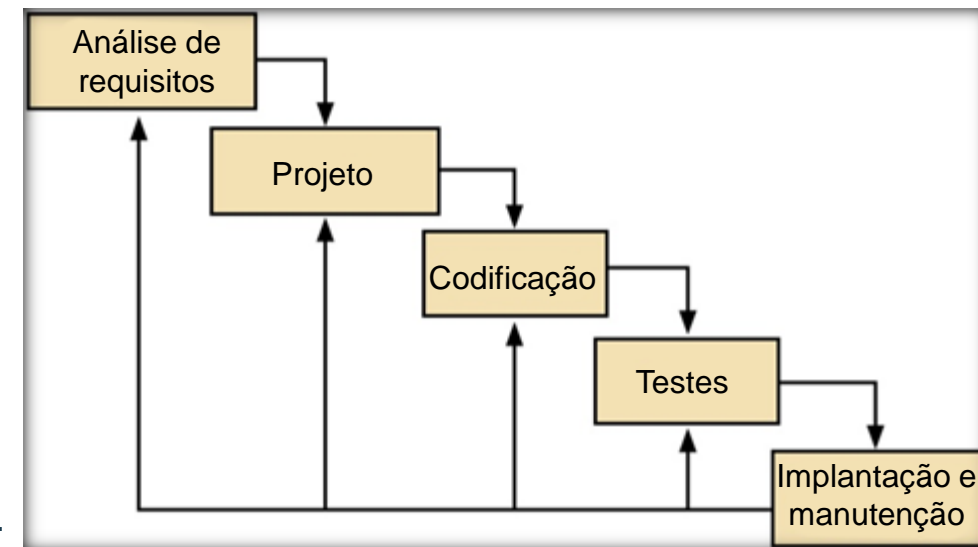 Análise de
requisitos
Projeto
Codificação
Testes
Implantação e
manutenção